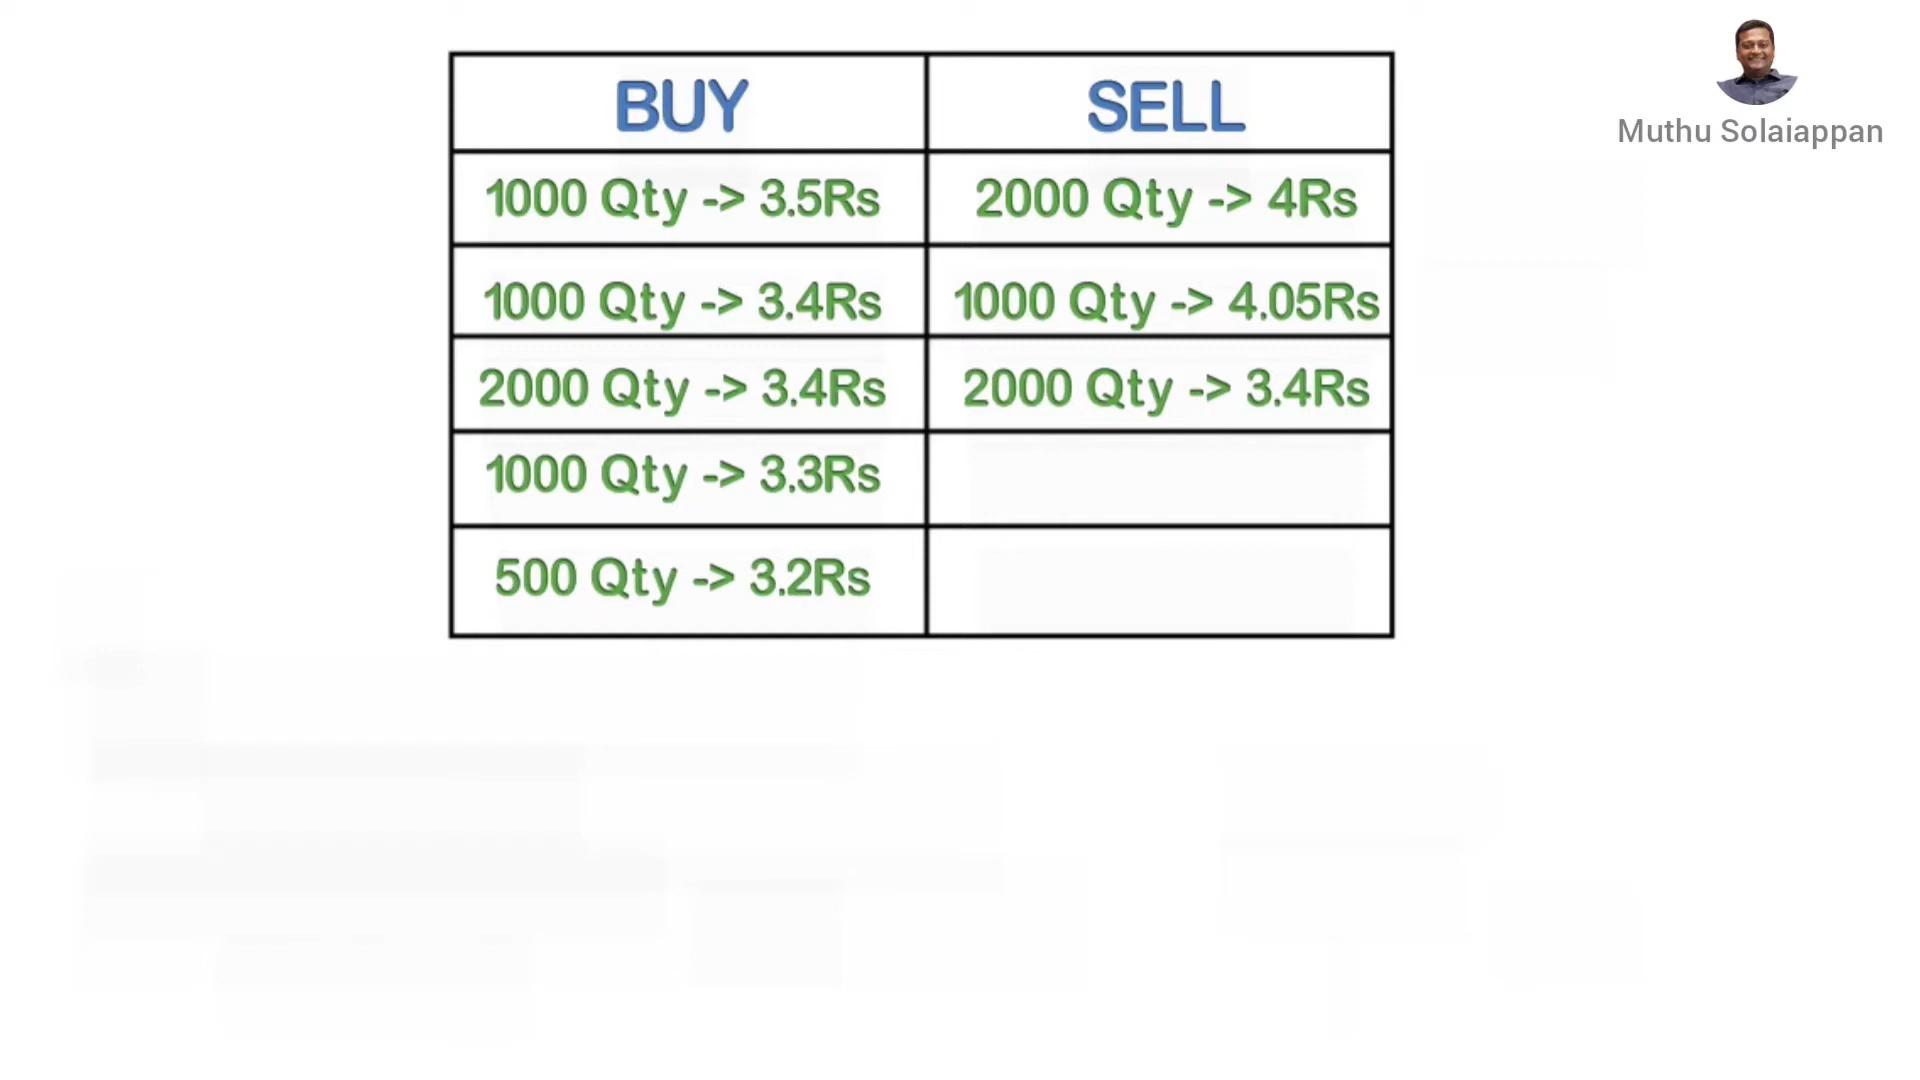 BUY SELL
1000 Qty -> 3.5Rs 2000 Qty -> 4Rs
1000 Qty -> 3.4Rs 1000 Qty -> 4.05Rs
2000 Qty -> 3.4Rs 2000 Qty -> 3.4Rs
1000 Qty -> 3.3Rs
500 Qty -> 3.2Rs
Muthu Solaiappan